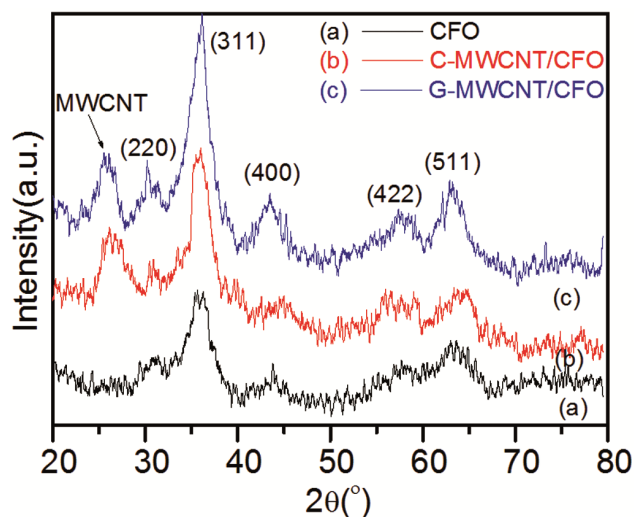 (a) CFO
(b) C-MWCNT/CFO
(c) G-MWCNT/CFO
(311)
MWCNT
(220)
(400)
(422)
(511)
(c)
(b)
(a)
Intensity(a.u.)
20 30 40 50 60 70 80
2θ(°)